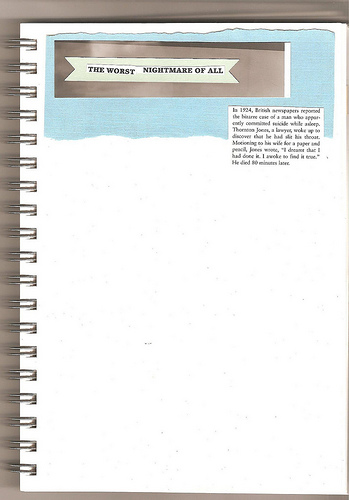 THE WORST NIGHTMARE OF ALL
In 1924, British newspapers reported
the bizarre case of a man who appar-
ently committed suicide while asleep.
Thornton Jones, a lawyer, woke up to
discover that he had slit his throat.
Motioning to his wife for a paper and
pencil, Jones wrote, "I dreamt that I
had done it. I awoke to find it true."
He died 80 minutes later.